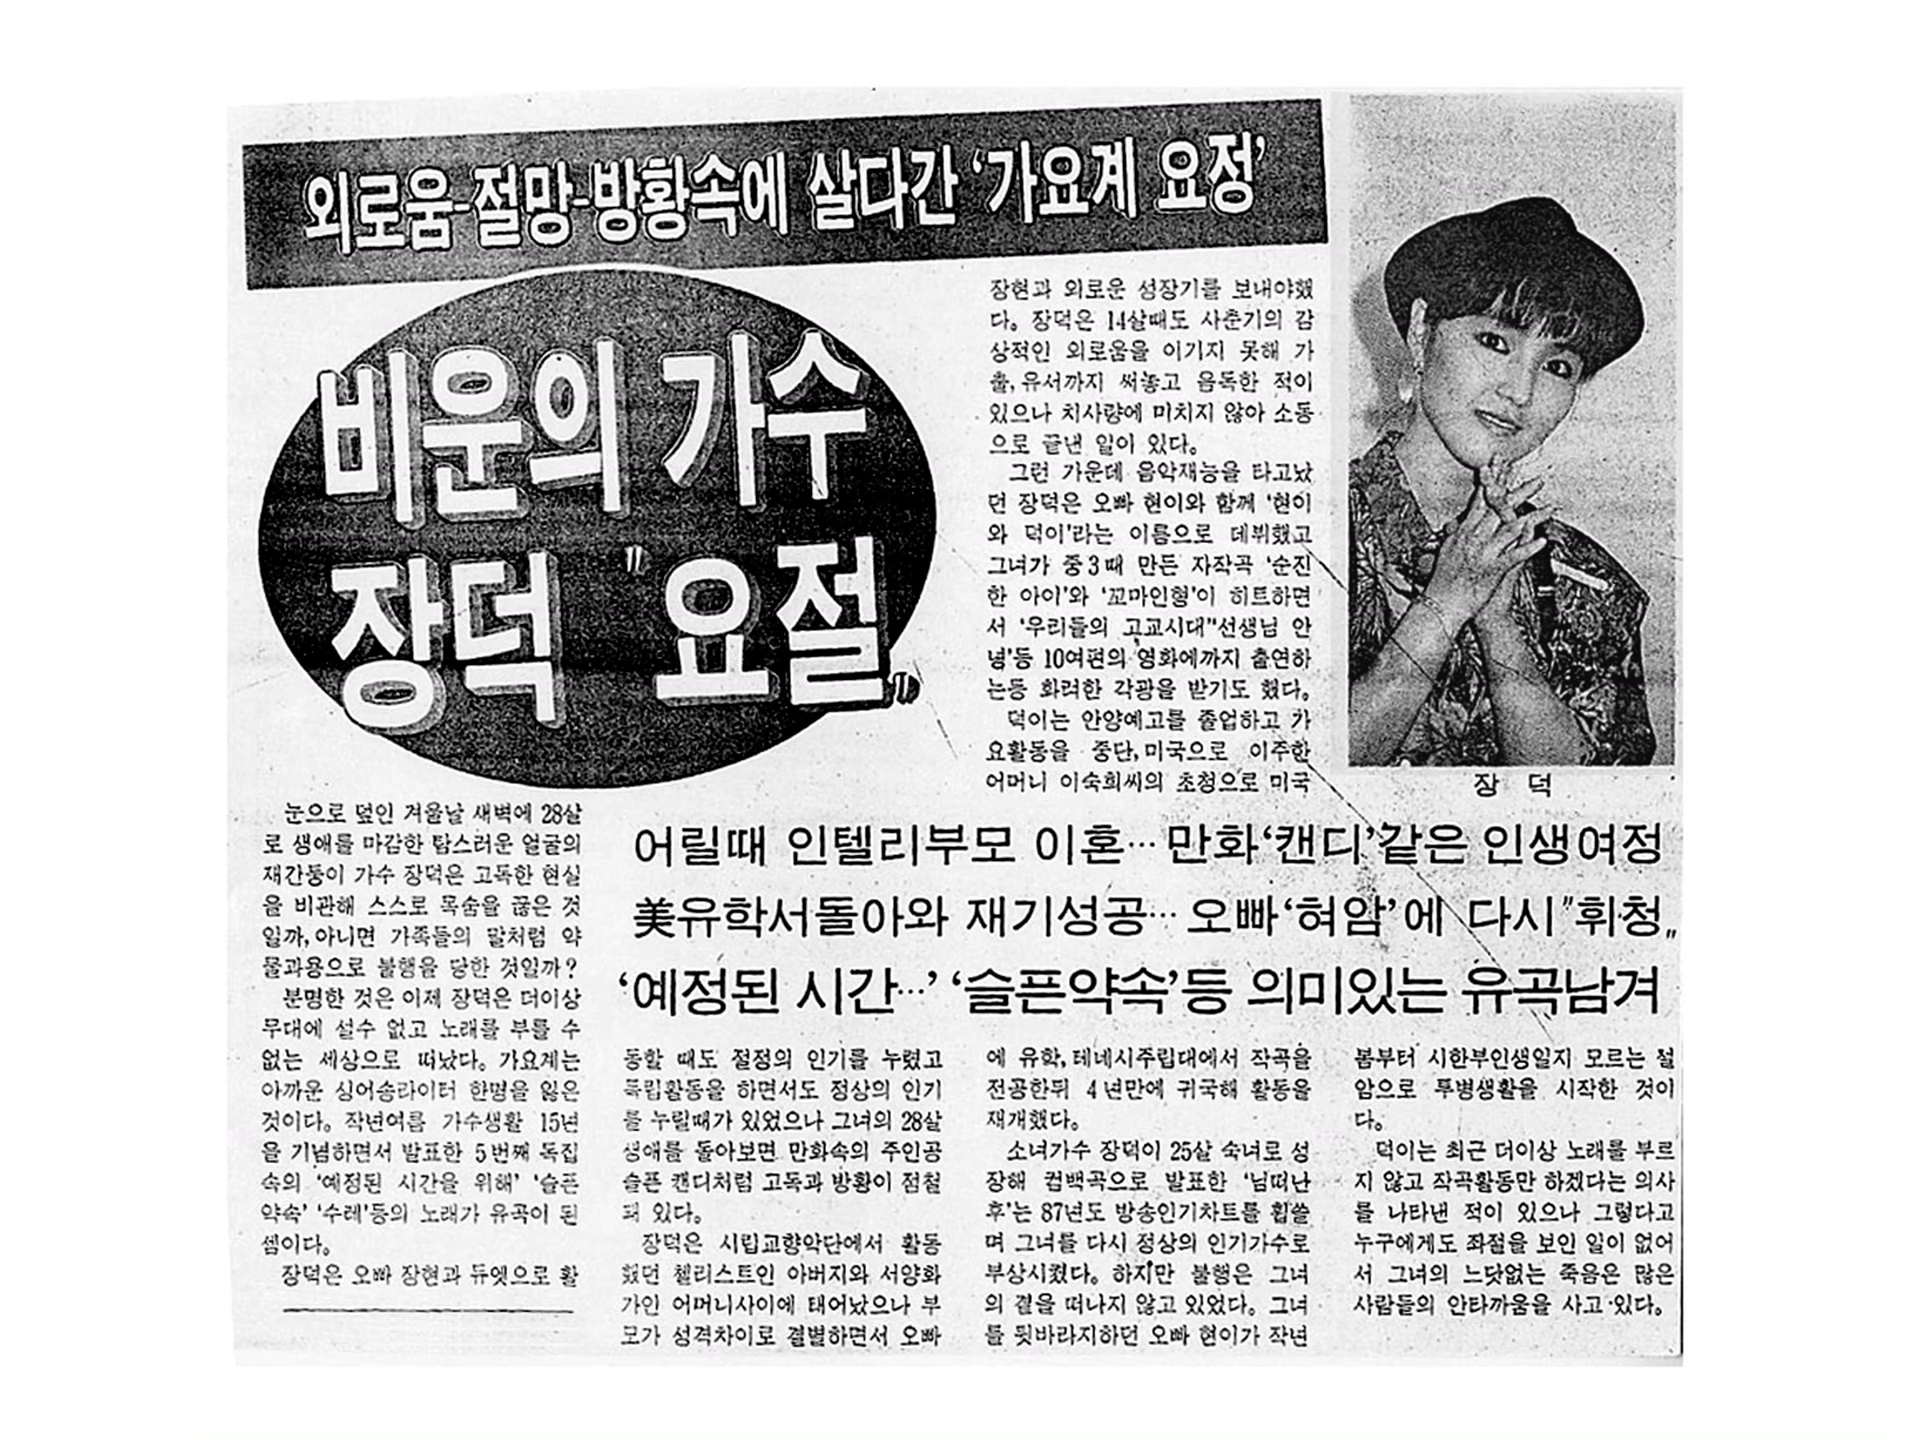 외로움-절망-방황속에 살다간 ‘가요계 요정’
비운의 가수
장덕 "요절„
눈으로 덮인 겨울날 새벽에 28살
로 생애를 마감한 탐스러운 얼굴의
재간둥이 가수 장덕은 고독한 현실
을 비관해 스스로 목숨을 끊은 것
일까, 아니면 가족들의 말처럼 약
물과용으로 불행을 당한 것일까?
분명한 것은 이제 장덕은 더이상
무대에 설수 없고 노래를 부를 수
없는 세상으로 떠났다. 가요계는
아까운 싱어송라이터 한명을 잃은
것이다. 작년여름 가수생활 15년
을 기념하면서 발표한 5번째 독집
속의 ‘예정된 시간을 위해’ ‘슬픈
약속’ ‘수레’등의 노래가 유곡이 된
셈이다.
장덕은 오빠 장현과 듀엣으로 활
어릴때 인텔리부모 이혼…만화‘캔디’같은 인생여정
美유학서돌아와 재기성공…오빠‘혀암’에 다시"휘청„
‘예정된 시간…’ ‘슬픈약속’등 의미있는 유곡남겨
동할 때도 절정의 인기를 누렸고
독립활동을 하면서도 정상의 인기
를 누릴때가 있었으나 그녀의 28살
생애를 돌아보면 만화속의 주인공
슬픈 캔디처럼 고독과 방황이 점철
돼 있다.
장덕은 시립교향악단에서 활동
했던 첼리스트인 아버지와 서양화
가인 어머니사이에 태어났으나 부
모가 성격차이로 결별하면서 오빠
장현과 외로운 성장기를 보내야했
다. 장덕은 14살때도 사춘기의 감
상적인 외로움을 이기지 못해 가
출, 유서까지 써놓고 음독한 적이
있으나 치사량에 미치지 않아 소동
으로 끝낸 일이 있다.
그런 가운데 음악재능을 타고났
던 장덕은 오빠 현이와 함께 ‘현이
와 덕이’라는 이름으로 데뷔했고
그녀가 중3때 만든 자작곡 ‘순진
한 아이’와 ‘꼬마인형’이 히트하면
서 ‘우리들의 고교시대"선생님 안
녕’등 10여편의 영화에까지 출연하
는등 화려한 각광을 받기도 했다.
덕이는 안양예고를 졸업하고 가
요활동을 중단, 미국으로 이주한
어머니 이숙희씨의 초청으로 미국
에 유학, 테네시주립대에서 작곡을
전공한뒤 4년만에 귀국해 활동을
재개했다.
소녀가수 장덕이 25살 숙녀로 성
장해 컴백곡으로 발표한 ‘님떠난
후’는 87년도 방송인기차트를 휩쓸
며 그녀를 다시 정상의 인기가수로
부상시켰다. 하지만 불행은 그녀
의 곁을 떠나지 않고 있었다. 그녀
를 뒷바라지하던 오빠 현이가 작년
봄부터 시한부인생일지 모르는 설
암으로 투병생활을 시작한 것이
다.
덕이는 최근 더이상 노래를 부르
지 않고 작곡활동만 하겠다는 의사
를 나타낸 적이 있으나 그렇다고
누구에게도 좌절을 보인 일이 없어
서 그녀의 느닷없는 죽음은 많은
사람들의 안타까움을 사고 있다.
장 덕